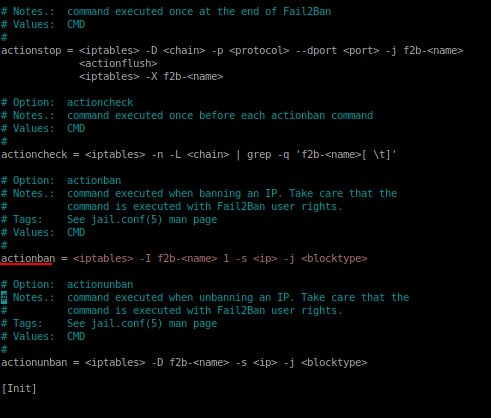 # Notes.:  command executed once at the end of Fail2Ban
# Values:  CMD
#
actionstop = <iptables> -D <chain> -p <protocol> --dport <port> -j f2b-<name>
             <actionflush>
             <iptables> -X f2b-<name>

# Option:  actioncheck
# Notes.:  command executed once before each actionban command
# Values:  CMD
#
actioncheck = <iptables> -n -L <chain> | grep -q 'f2b-<name>[ \t]'

# Option:  actionban
# Notes.:  command executed when banning an IP. Take care that the
#          command is executed with Fail2Ban user rights.
# Tags:    See jail.conf(5) man page
# Values:  CMD
#
actionban = <iptables> -I f2b-<name> 1 -s <ip> -j <blocktype>

# Option:  actionunban
# Notes.:  command executed when unbanning an IP. Take care that the
#          command is executed with Fail2Ban user rights.
# Tags:    See jail.conf(5) man page
# Values:  CMD
#
actionunban = <iptables> -D f2b-<name> -s <ip> -j <blocktype>

[Init]